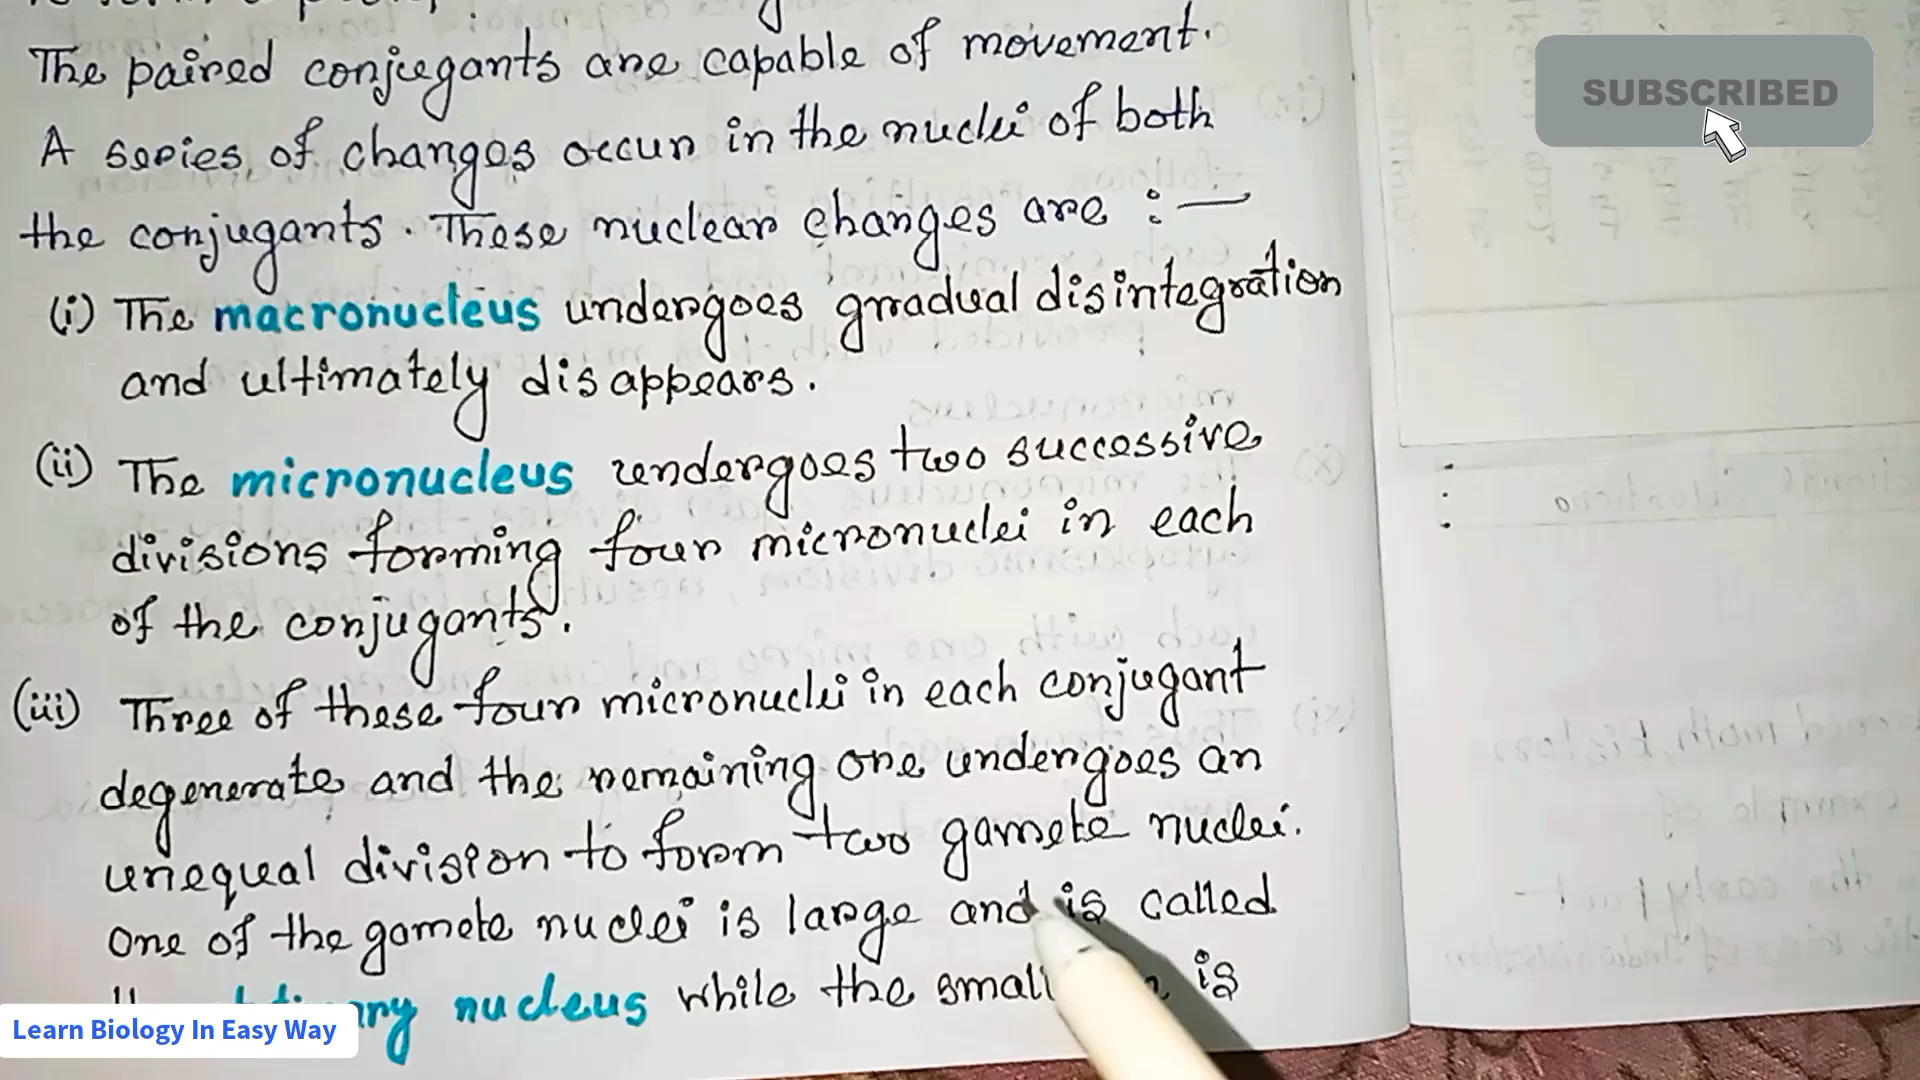 The paired conjugants are capable of movement.
A series of changes occur in the nuclei of both
the conjugants. These nuclear changes are :—
(i) The macronucleus undergoes gradual disintegration
and ultimately disappears.
(ii) The micronucleus undergoes two successive
divisions forming four micronuclei in each
of the conjugants.
(iii) Three of these four micronuclei in each conjugant
degenerate and the remaining one undergoes an
unequal division to form two gamete nuclei.
One of the gamete nuclei is large and is called
nucleus while the small is
SUBSCRIBED
Learn Biology In Easy Way